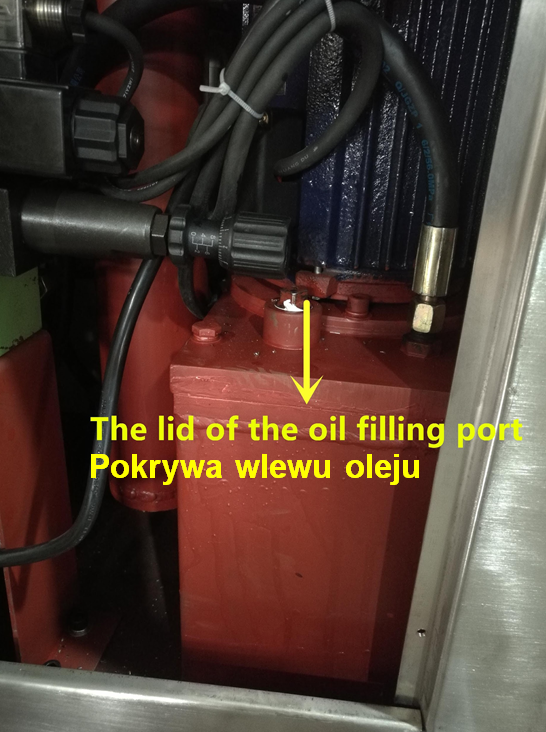 The lid of the oil filling port
Pokrywa wlewu oleju